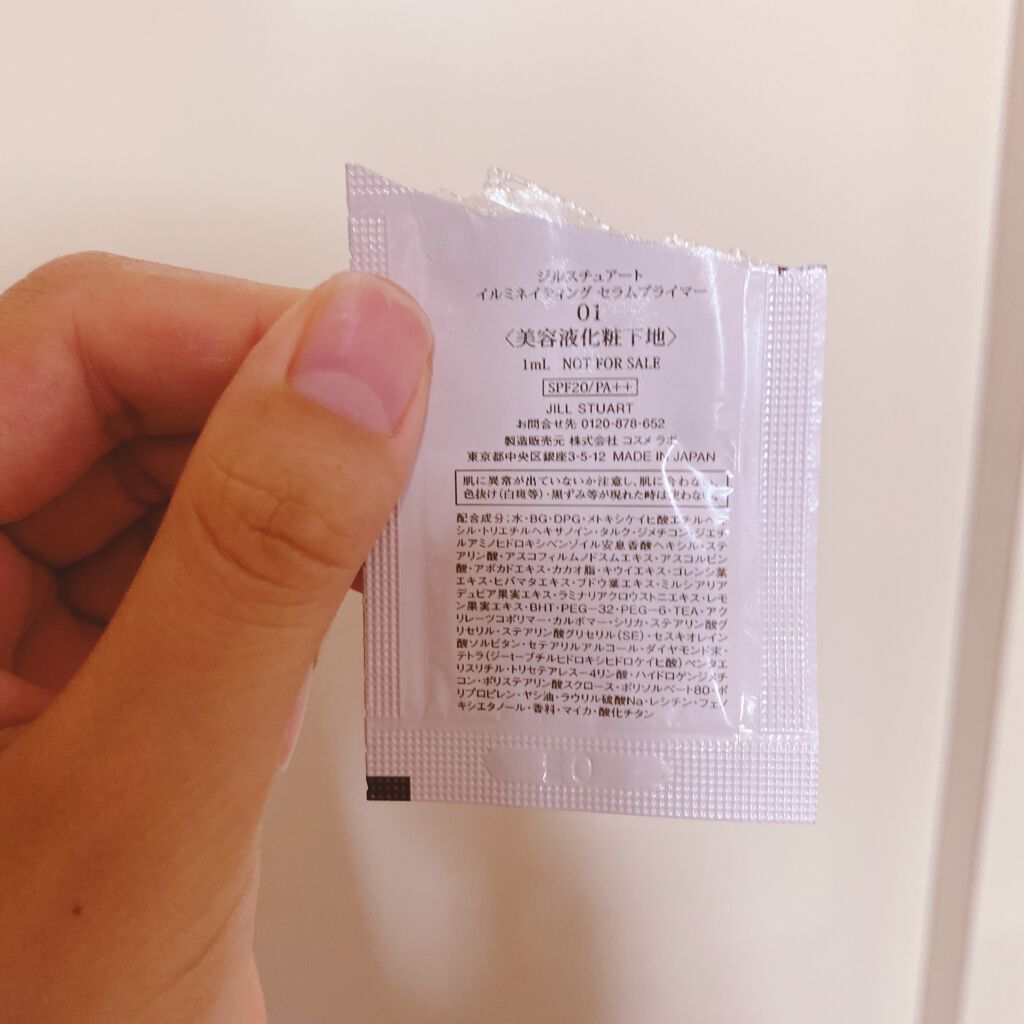 ジルスチュアート
イルミネイティング セラムプライマー
01
〈美容液化粧下地〉
1mL NOT FOR SALE
SPF20/PA++
JILL STUART
お問合せ先 0120-878-652
製造販売元 株式会社 コスメ ラボ
東京都中央区銀座3-5-12 MADE IN JAPAN
肌に異常が出ていないか注意し、肌に合わない、
色抜け(白斑等)・黒ずみ等が現れた時は使わない。
配合成分:水・BG・DPG・メトキシケイヒ酸エチルヘキ
シル・トリエチルヘキサノイン・タルク・ジメチコン・ジエチ
ルアミノヒドロキシベンゾイル安息香酸ヘキシル・ステ
アリン酸・アスコフィルムノドスムエキス・アスコルビン
酸・アボカドエキス・カカオ脂・キウイエキス・ゴレンシ葉
エキス・ヒバマタエキス・ブドウ葉エキス・ミルシアリア
デュビア果実エキス・ラミナリアクロウストニエキス・レモ
ン果実エキス・BHT・PEG-32・PEG-6・TEA・アク
リレーツコポリマー・カルボマー・シリカ・ステアリン酸グ
リセリル・ステアリン酸グリセリル(SE)・セスキオレイン
酸ソルビタン・セテアリルアルコール・ダイヤモンド末・
テトラ(ジ-t-ブチルヒドロキシヒドロケイヒ酸)ペンタエ
リスリチル・トリセテアレス-4リン酸・ハイドロゲンジメチ
コン・ポリステアリン酸スクロース・ポリソルベート80・ポ
リプロピレン・ヤシ油・ラウリル硫酸Na・レシチン・フェノ
キシエタノール・香料・マイカ・酸化チタン